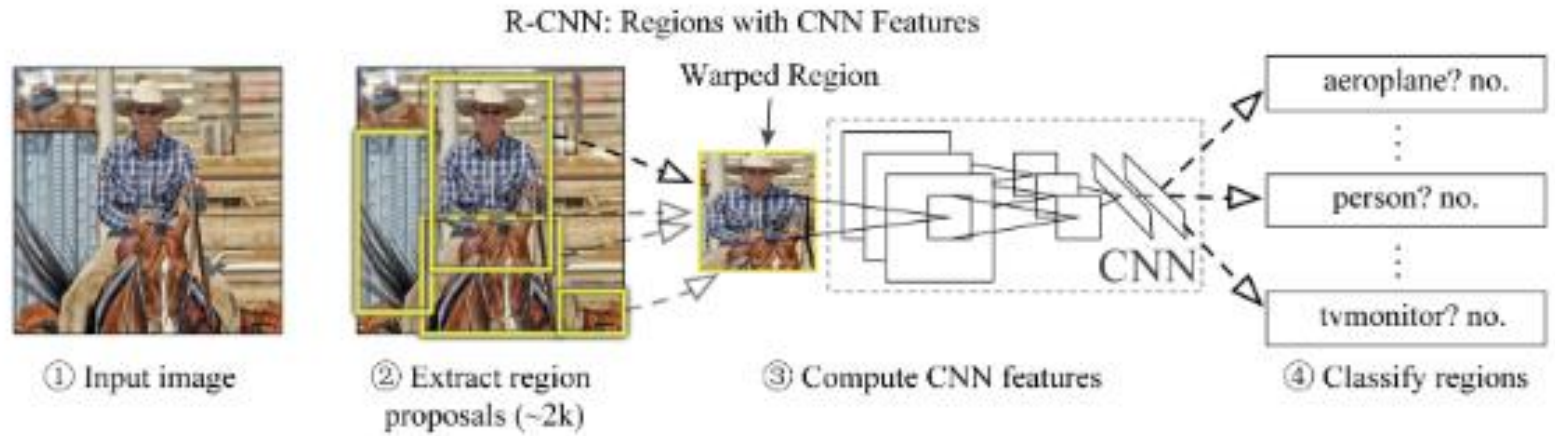 R-CNN: Regions with CNN Features
Warped Region
aeroplane? no.
person? no.
tvmonitor? no.
CNN
① Input image
② Extract region
proposals (~2k)
③ Compute CNN features
④ Classify regions